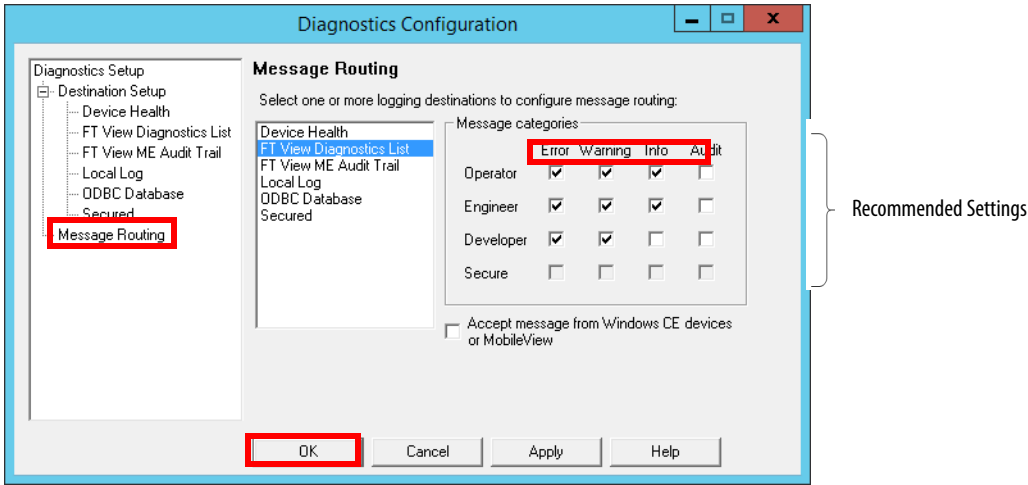 Diagnostics Configuration
Diagnostics Setup
Destination Setup
Device Health
FT View Diagnostics List
FT View ME Audit Trail
Local Log
ODBC Database
Secured
Message Routing
Message Routing
Select one or more logging destinations to configure message routing:
Device Health
FT View Diagnostics List
FT View ME Audit Trail
Local Log
ODBC Database
Secured
Message categories
Error Warning Info Audit
Operator
Engineer
Developer
Secure
Accept message from Windows CE devices
or MobileView
OK Cancel Apply Help
Recommended Settings